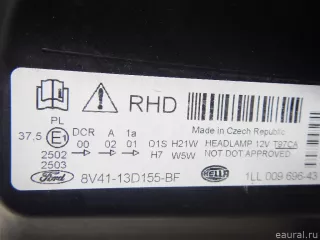 RHD
PL
Made in Czech Republic
37.5 E1 DCR A 1a 01S H21W HEADLAMP 12V T97CA
00 02 01 H7 W5W NOT DOT APPROVED
2502
2503
Ford 8V41-13D155-BF HELLA 1LL 009 696-43
eaural.ru